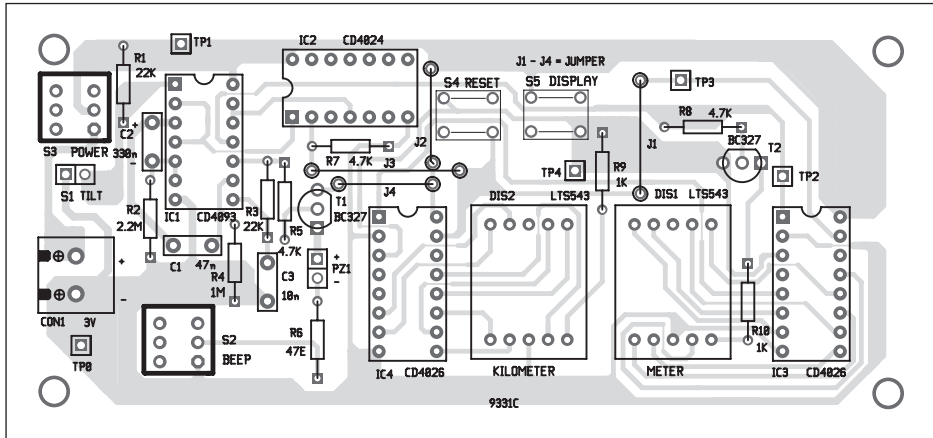 TP1
IC2 CD4024
J1 - J4 = JUMPER
R1
22K
S4 RESET
S5 DISPLAY
TP3
C2
+
330n
-
S3 POWER
R8 4.7K
BC327
J2
J1
R7 4.7K
J3
TP4
R9
1K
T2
TP2
S1 TILT
J4
IC1 CD4093
R2
2.2M
R3
22K
R5
4.7K
T1
BC327
DIS2 LTS543
DIS1 LTS543
C1 47n
R4
1M
C3
10n
+
PZ1
-
+
-
CON1 3V
R6
47E
R10
1K
TP0
S2
BEEP
IC4 CD4026
KILOMETER
METER
IC3 CD4026
9331C